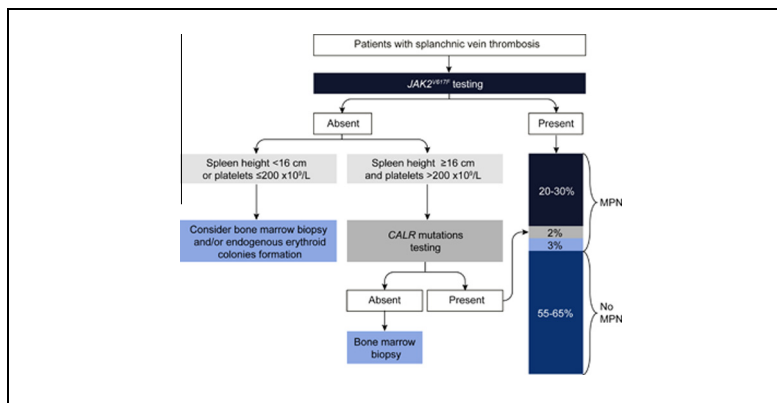 Patients with splanchnic vein thrombosis
JAK2V617F testing
Absent
Present
Spleen height <16 cm
or platelets ≤200 x10⁹/L
Spleen height ≥16 cm
and platelets >200 x10⁹/L
20-30%
MPN
Consider bone marrow biopsy
and/or endogenous erythroid
colonies formation
CALR mutations
testing
2%
3%
Absent
Present
55-65%
No
MPN
Bone marrow
biopsy